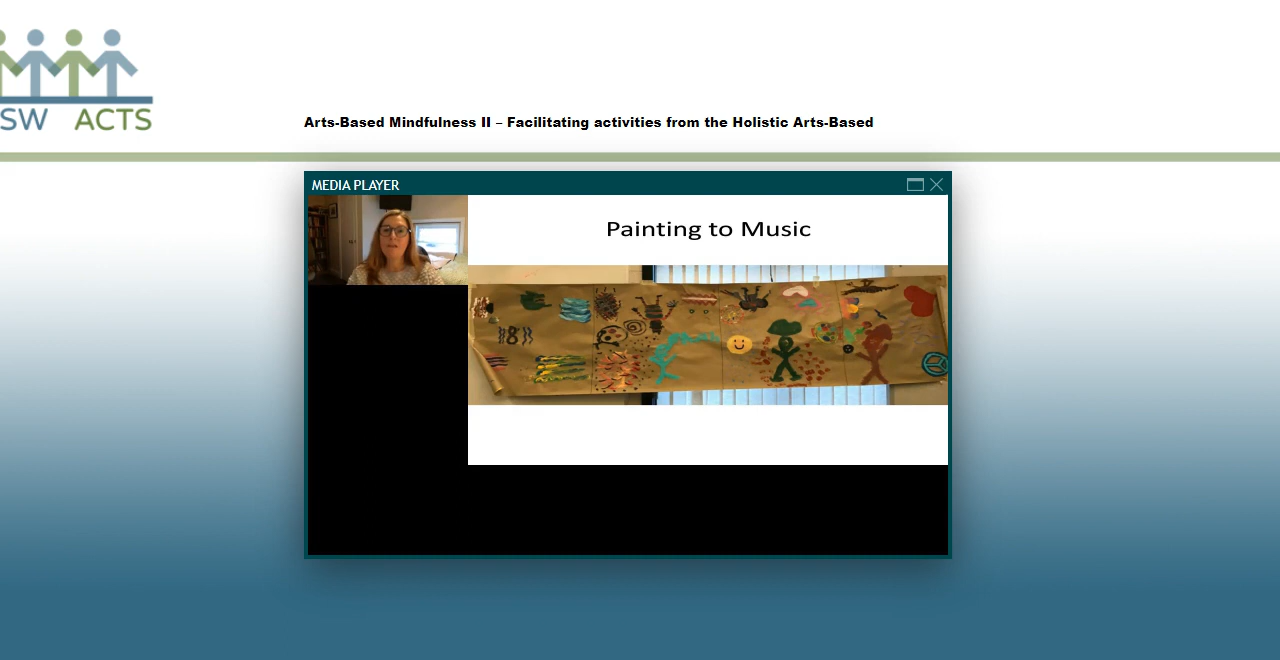 SW ACTS
Arts-Based Mindfulness II – Facilitating activities from the Holistic Arts-Based
MEDIA PLAYER
Painting to Music